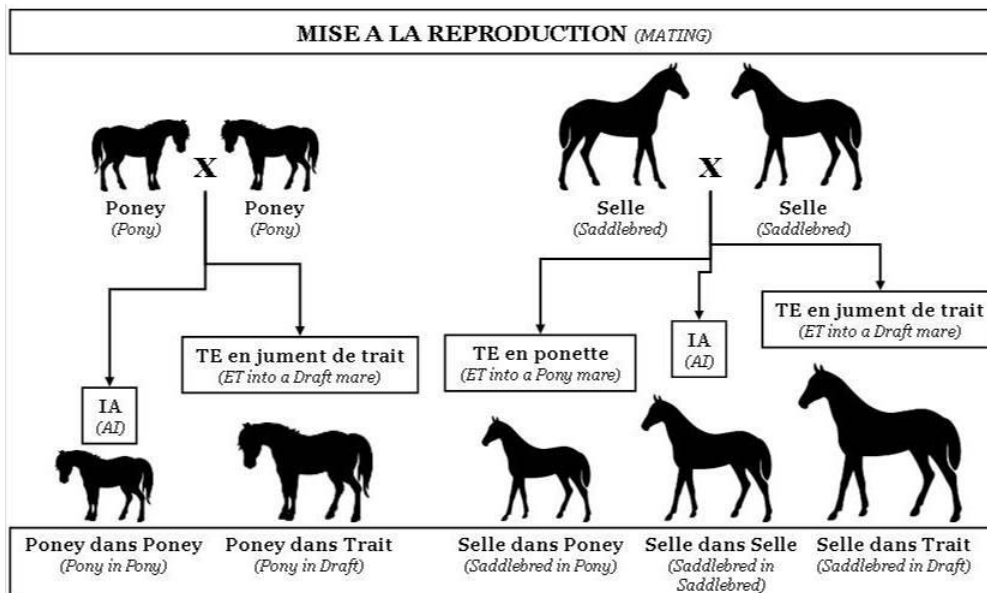 MISE A LA REPRODUCTION (MATING)
X
X
Poney
(Pony)
Poney
(Pony)
Selle
(Saddlebred)
Selle
(Saddlebred)
IA
(AI)
TE en jument de trait
(ET into a Draft mare)
TE en ponette
(ET into a Pony mare)
IA
(AI)
TE en jument de trait
(ET into a Draft mare)
Poney dans Poney
(Pony in Pony)
Poney dans Trait
(Pony in Draft)
Selle dans Poney
(Saddlebred in Pony)
Selle dans Selle
(Saddlebred in
Saddlebred)
Selle dans Trait
(Saddlebred in Draft)